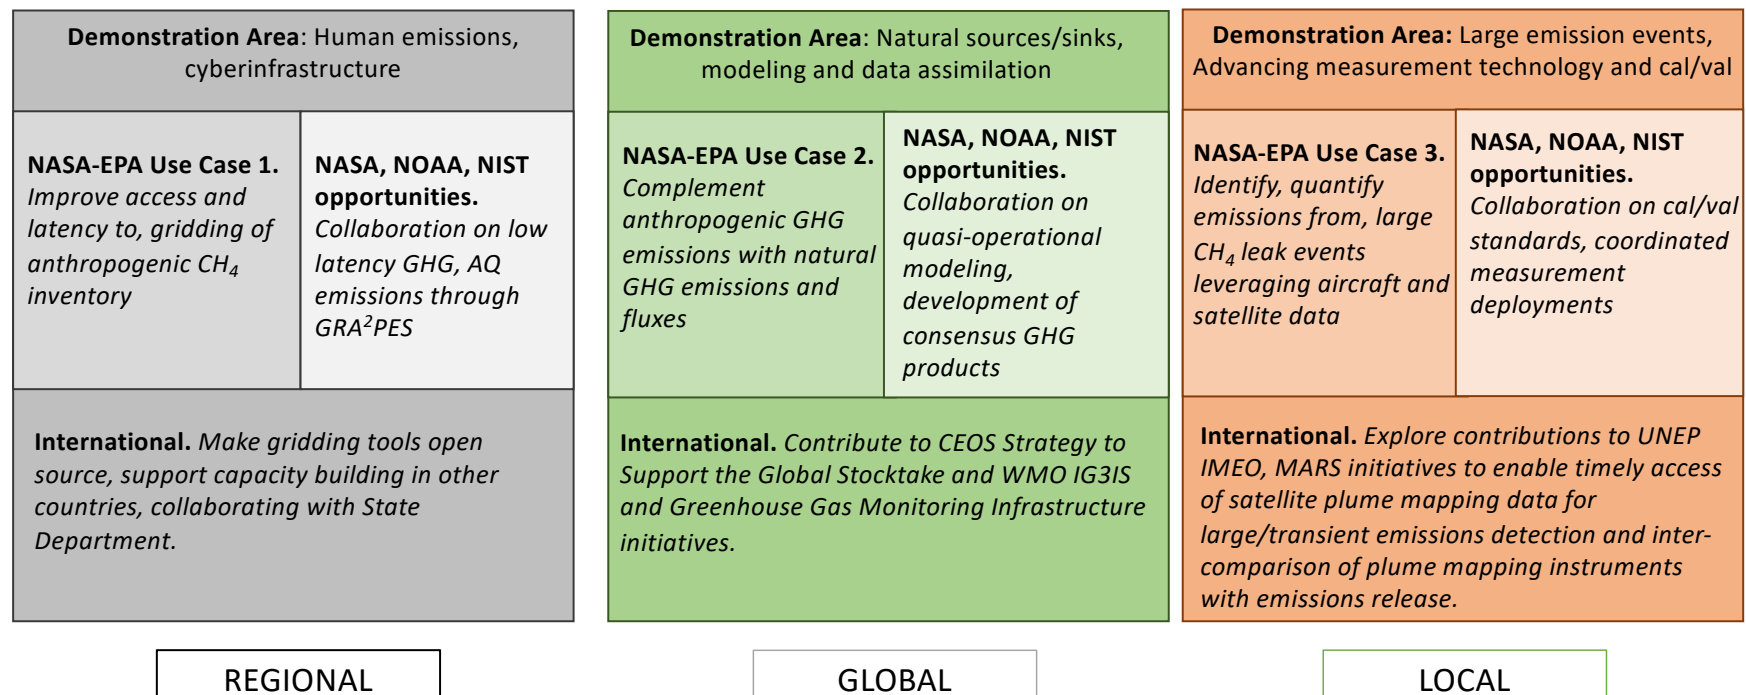 Demonstration Area: Human emissions,
cyberinfrastructure
NASA-EPA Use Case 1.
Improve access and
latency to, gridding of
anthropogenic CH4
inventory
NASA, NOAA, NIST
opportunities.
Collaboration on low
latency GHG, AQ
emissions through
GRA2PES
International. Make gridding tools open
source, support capacity building in other
countries, collaborating with State
Department.
REGIONAL
Demonstration Area: Natural sources/sinks,
modeling and data assimilation
NASA-EPA Use Case 2.
Complement
anthropogenic GHG
emissions with natural
GHG emissions and
fluxes
NASA, NOAA, NIST
opportunities.
Collaboration on
quasi-operational
modeling,
development of
consensus GHG
products
International. Contribute to CEOS Strategy to
Support the Global Stocktake and WMO IG3IS
and Greenhouse Gas Monitoring Infrastructure
initiatives.
GLOBAL
Demonstration Area: Large emission events,
Advancing measurement technology and cal/val
NASA-EPA Use Case 3.
Identify, quantify
emissions from, large
CH4 leak events
leveraging aircraft and
satellite data
NASA, NOAA, NIST
opportunities.
Collaboration on cal/val
standards, coordinated
measurement
deployments
International. Explore contributions to UNEP
IMEO, MARS initiatives to enable timely access
of satellite plume mapping data for
large/transient emissions detection and inter-
comparison of plume mapping instruments
with emissions release.
LOCAL